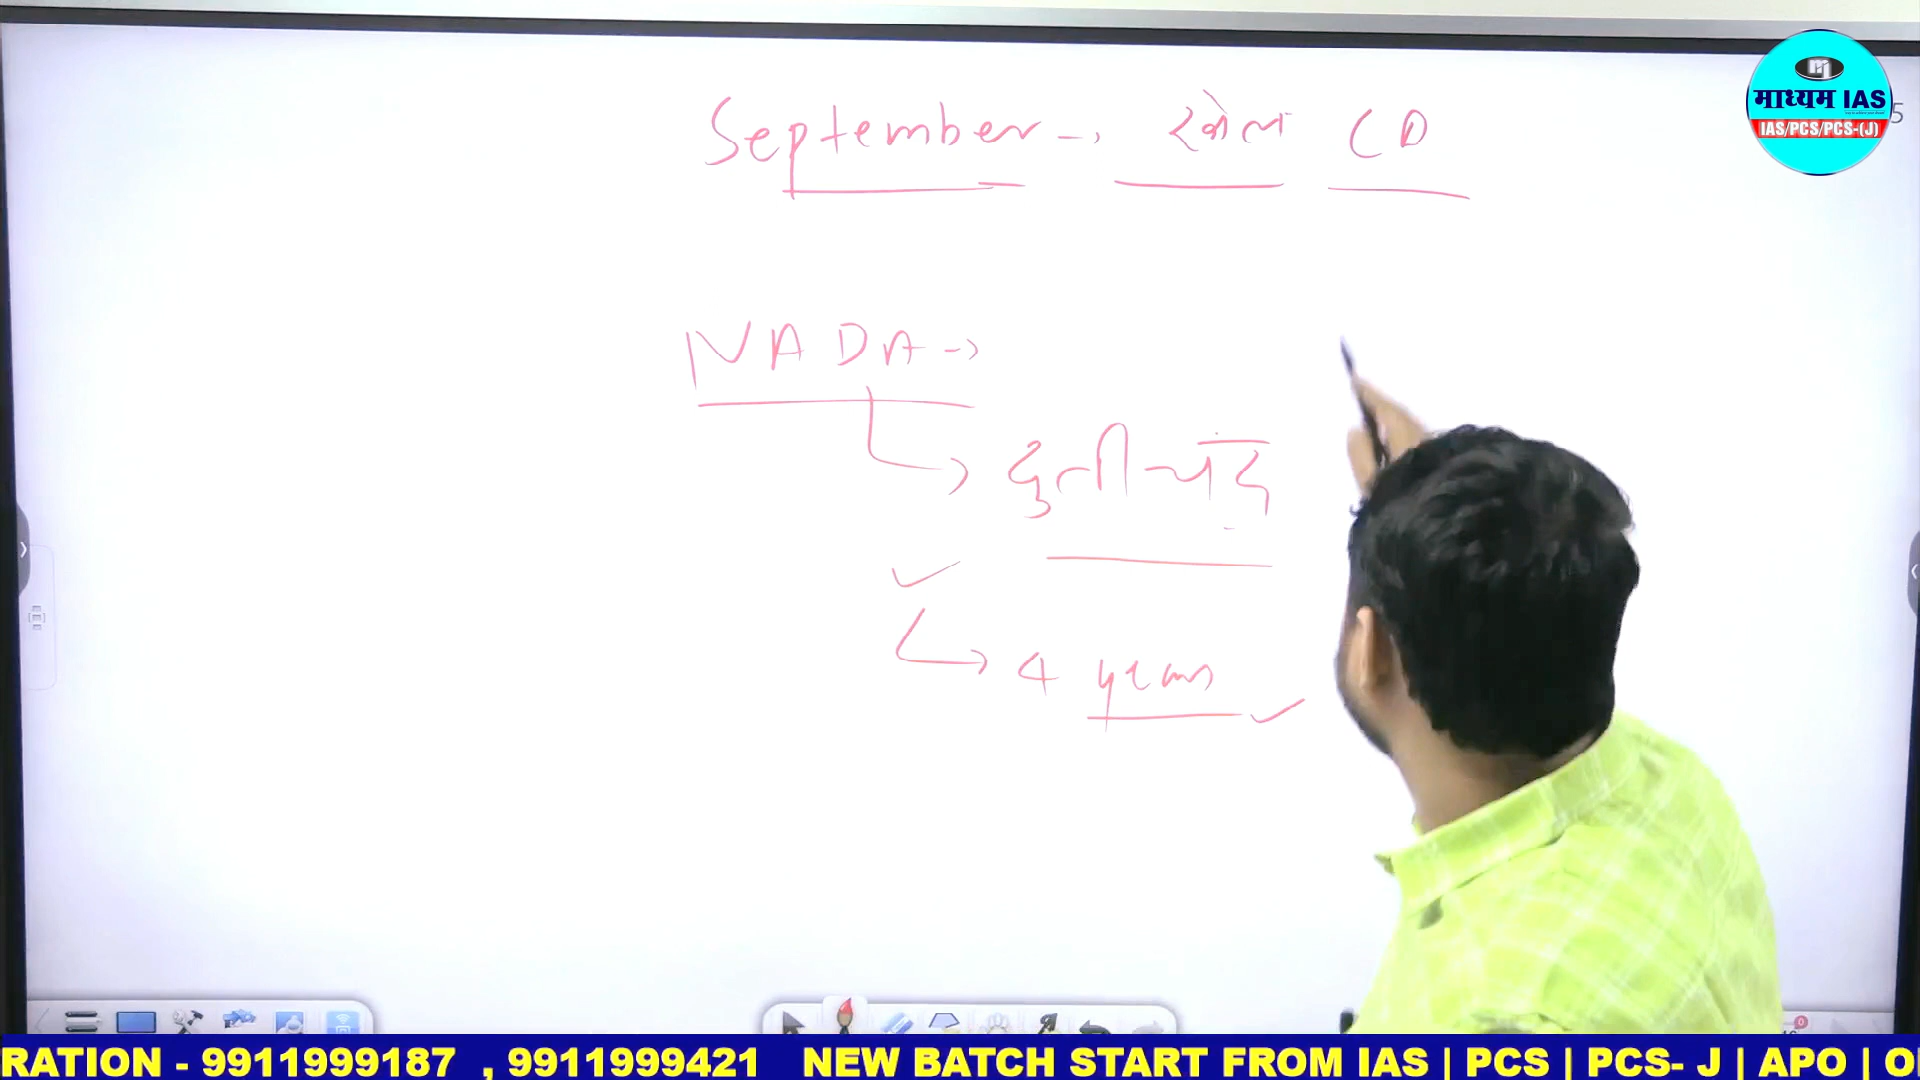 माध्यम IAS
IAS/PCS/PCS-(J)
5
September → खेल CD
NADA →
दुती चंद
4 years
RATION - 9911999187 , 9911999421 NEW BATCH START FROM IAS | PCS | PCS- J | APO | O